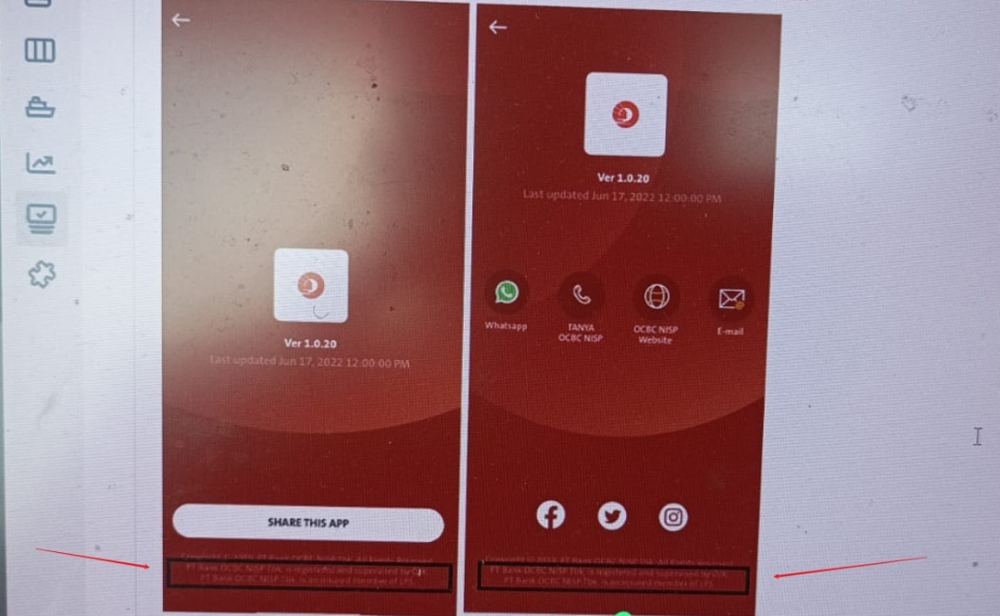 Ver 1.0.20
Last updated Jun 17, 2022 12:00:00 PM
SHARE THIS APP
Copyright © 2019 PT Bank OCBC NISP Tbk. All Rights Reserved
PT Bank OCBC NISP Tbk. is registered and supervised by OJK
PT Bank OCBC NISP Tbk. is an insured member of LPS
Ver 1.0.20
Last updated Jun 17, 2022 12:00:00 PM
Whatsapp
TANYA
OCBC NISP
OCBC NISP
Website
E-mail
Copyright © 2019 PT Bank OCBC NISP Tbk. All Rights Reserved
PT Bank OCBC NISP Tbk. is registered and supervised by OJK
PT Bank OCBC NISP Tbk. is an insured member of LPS